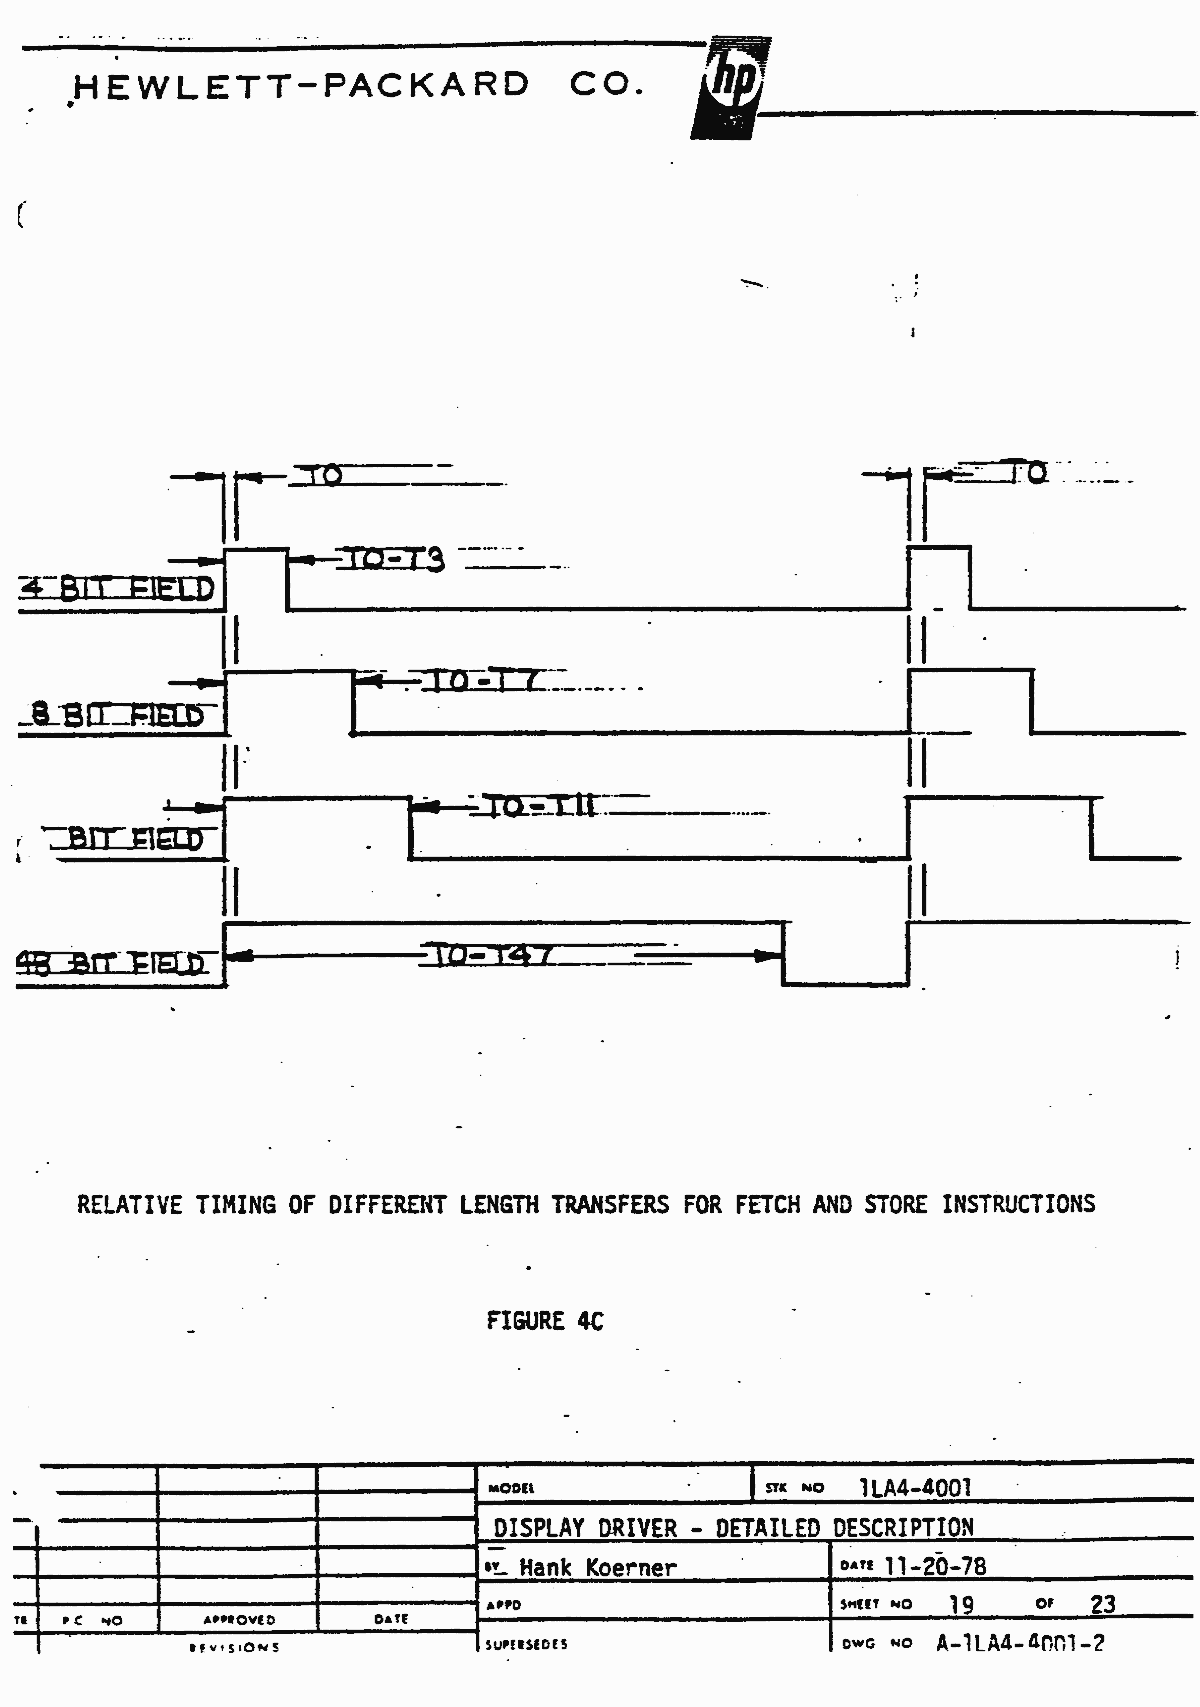 HEWLETT-PACKARD CO.
hp
T0 T0
T0-T3
4 BIT FIELD
T0-T7
8 BIT FIELD
T0-T11
BIT FIELD
48 BIT FIELD
T0-T47
RELATIVE TIMING OF DIFFERENT LENGTH TRANSFERS FOR FETCH AND STORE INSTRUCTIONS
FIGURE 4C
MODEL
STK NO 1LA4-4001
DISPLAY DRIVER - DETAILED DESCRIPTION
BY Hank Koerner
DATE 11-20-78
APPD
SHEET NO 19 OF 23
P.C NO
APPROVED
DATE
REVISIONS
SUPERSEDES
DWG NO A-1LA4-4001-2